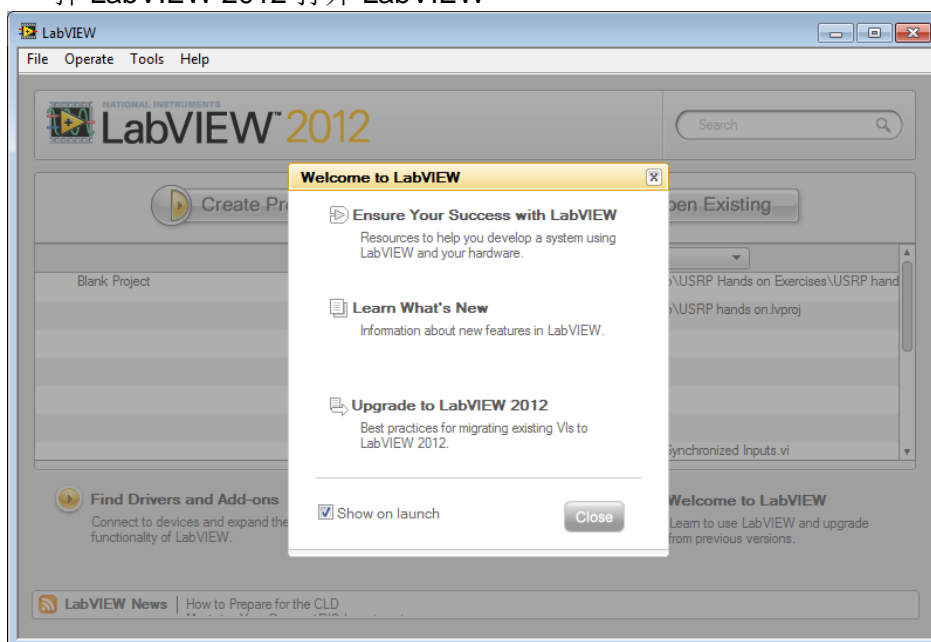 LabVIEW 2012 打开 LabVIEW
LabVIEW
File Operate Tools Help
NATIONAL INSTRUMENTS
LabVIEW™ 2012
Search
Welcome to LabVIEW
Create Pr
pen Existing
Ensure Your Success with LabVIEW
Resources to help you develop a system using
LabVIEW and your hardware.
Blank Project
\USRP Hands on Exercises\USRP hand
Learn What's New
\USRP hands on.lvproj
Information about new features in LabVIEW.
Upgrade to LabVIEW 2012
Best practices for migrating existing VIs to
LabVIEW 2012.
Synchronized Inputs.vi
Find Drivers and Add-ons
Connect to devices and expand the
functionality of LabVIEW.
Show on launch
Close
Welcome to LabVIEW
Learn to use LabVIEW and upgrade
from previous versions.
LabVIEW News | How to Prepare for the CLD